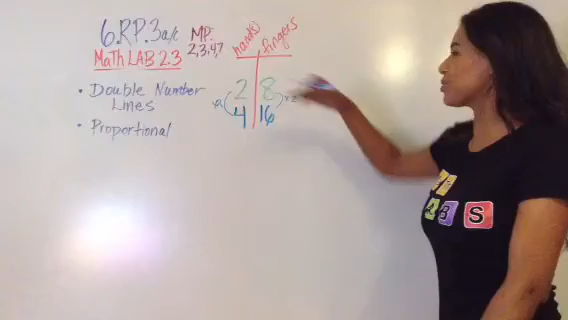 6.RP.3a/c
MP.
2,3,4,7
Math LAB 2.3
• Double Number
Lines
• Proportional
hands fingers
2 8
4 16
x2
B S